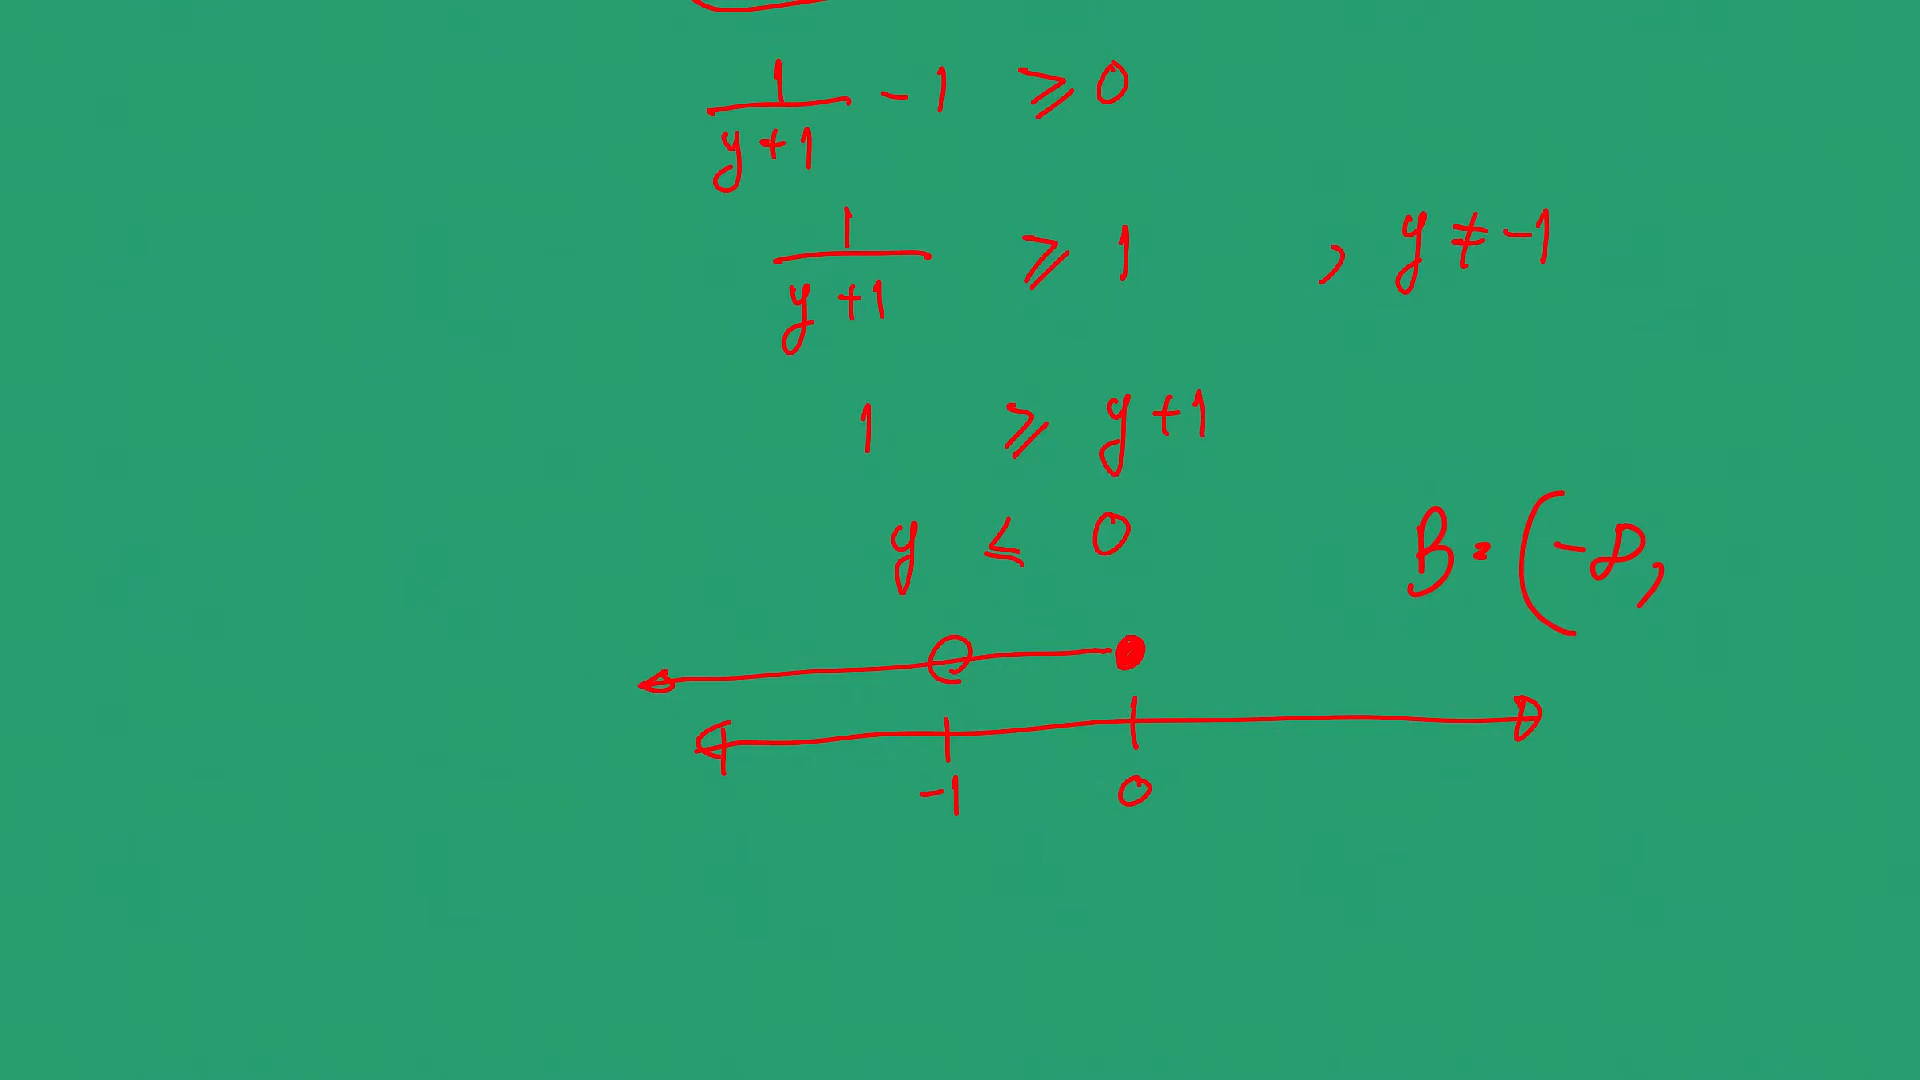 1/(y+1) - 1 ≥ 0
1/(y+1) ≥ 1 , y ≠ -1
1 ≥ y+1
y ≤ 0 B = (-∞,
-1 0